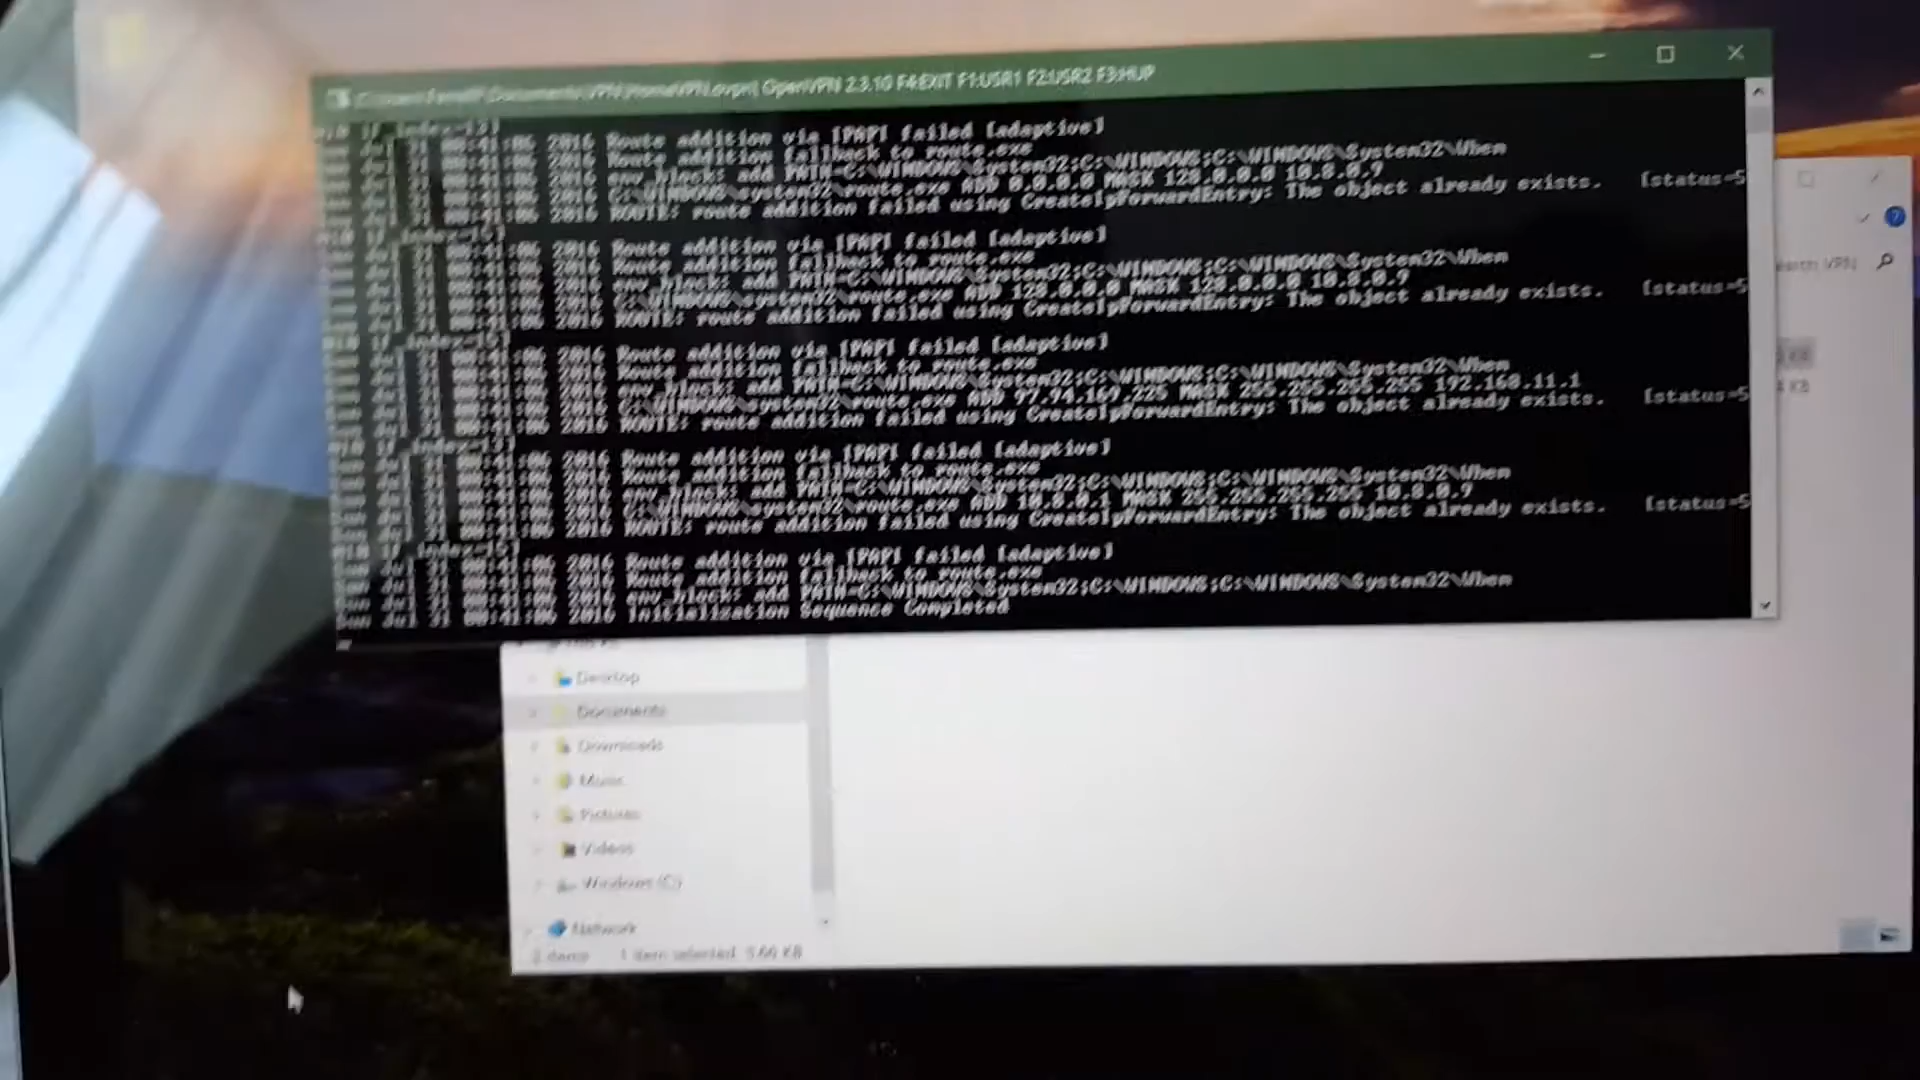 OpenVPN 2.3.10 F4:EXIT F1:USR1 F2:USR2 F3:HUP
2016 Route addition via IPAPI failed [adaptive]
2016 Route addition fallback to route.exe
2016 env_block: add PATH=C:\WINDOWS\System32;C:\WINDOWS;C:\WINDOWS\System32\Wbem
2016 C:\WINDOWS\system32\route.exe ADD 0.0.0.0 MASK 128.0.0.0 10.8.0.9
2016 ROUTE: route addition failed using CreateIpForwardEntry: The object already exists. [status=5
2016 Route addition via IPAPI failed [adaptive]
2016 Route addition fallback to route.exe
2016 env_block: add PATH=C:\WINDOWS\System32;C:\WINDOWS;C:\WINDOWS\System32\Wbem
2016 C:\WINDOWS\system32\route.exe ADD 128.0.0.0 MASK 128.0.0.0 10.8.0.9
2016 ROUTE: route addition failed using CreateIpForwardEntry: The object already exists. [status=5
2016 Route addition via IPAPI failed [adaptive]
2016 Route addition fallback to route.exe
2016 env_block: add PATH=C:\WINDOWS\System32;C:\WINDOWS;C:\WINDOWS\System32\Wbem
2016 C:\WINDOWS\system32\route.exe ADD 97.94.169.225 MASK 255.255.255.255 192.168.11.1
2016 ROUTE: route addition failed using CreateIpForwardEntry: The object already exists. [status=5
2016 Route addition via IPAPI failed [adaptive]
2016 Route addition fallback to route.exe
2016 env_block: add PATH=C:\WINDOWS\System32;C:\WINDOWS;C:\WINDOWS\System32\Wbem
2016 C:\WINDOWS\system32\route.exe ADD 10.8.0.1 MASK 255.255.255.255 10.8.0.9
2016 ROUTE: route addition failed using CreateIpForwardEntry: The object already exists. [status=5
2016 Route addition via IPAPI failed [adaptive]
2016 Route addition fallback to route.exe
2016 env_block: add PATH=C:\WINDOWS\System32;C:\WINDOWS;C:\WINDOWS\System32\Wbem
2016 Initialization Sequence Completed
Desktop
Documents
Downloads
Music
Pictures
Videos
Windows (C:)
Network
items 1 item selected 5.66 KB